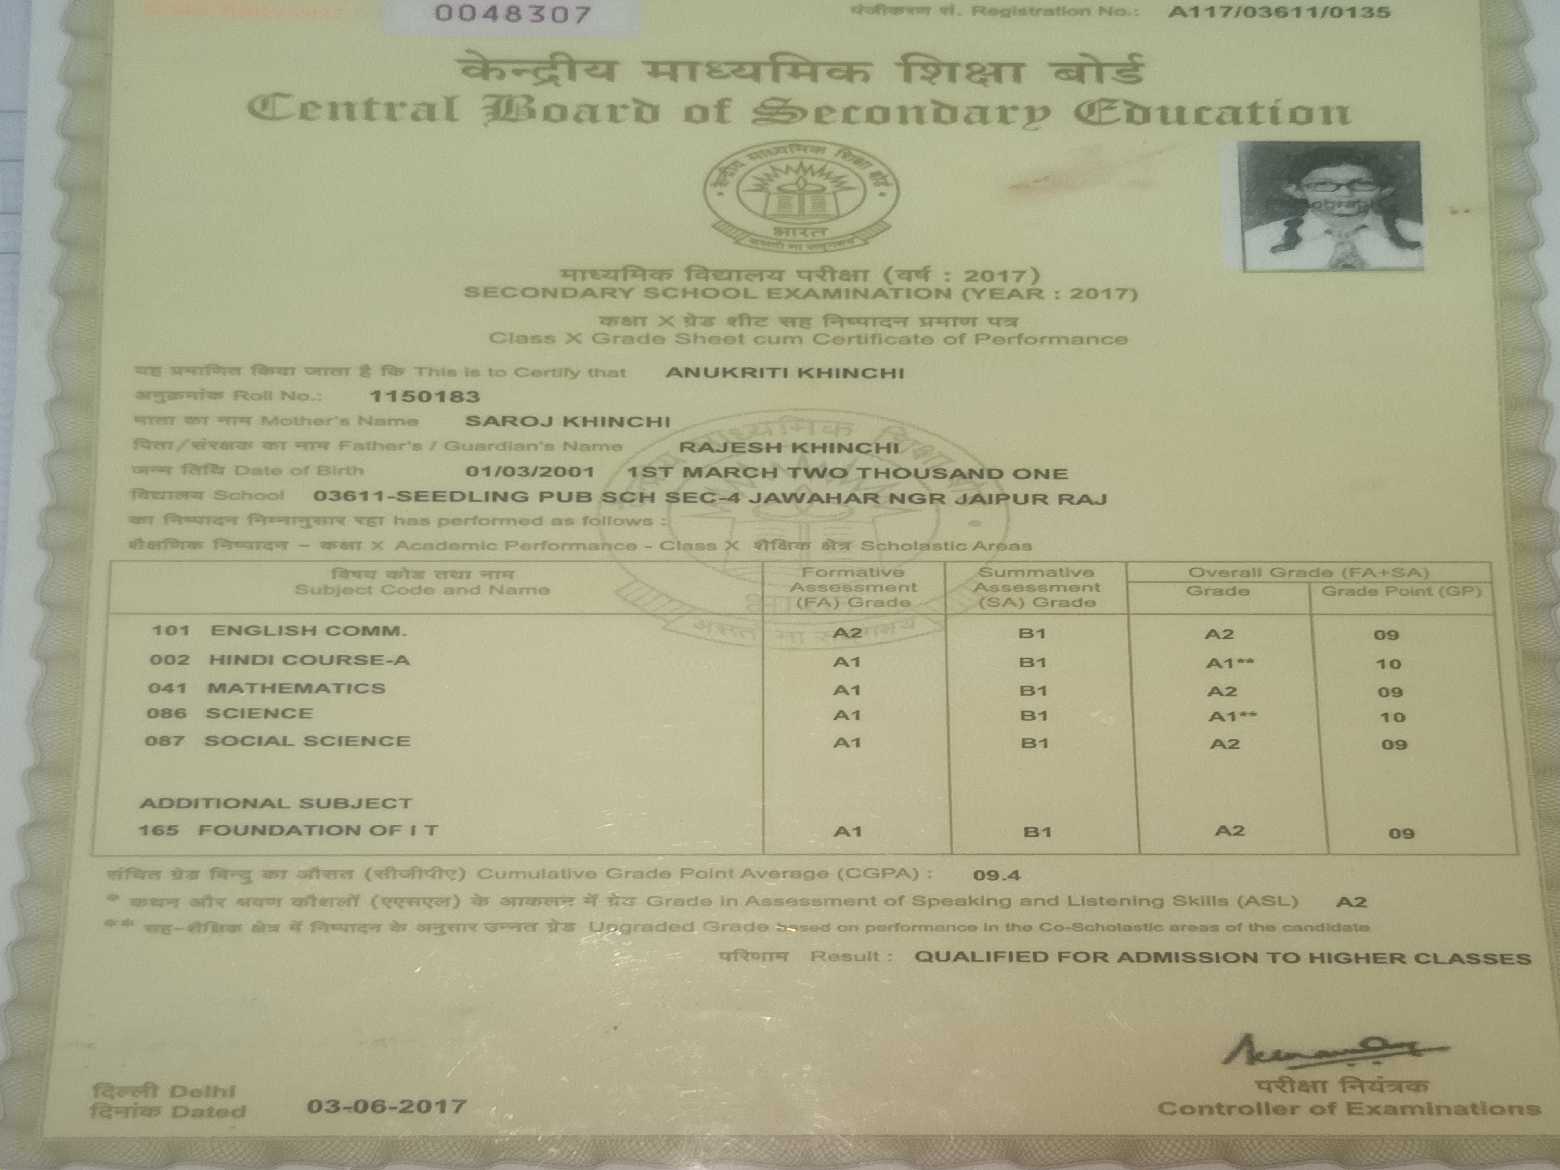 0048307 पंजीकरण सं. Registration No.: A117/03611/0135
केन्द्रीय माध्यमिक शिक्षा बोर्ड
Central Board of Secondary Education
केन्द्रीय माध्यमिक शिक्षा बोर्ड
भारत
माध्यमिक विद्यालय परीक्षा (वर्ष : 2017)
SECONDARY SCHOOL EXAMINATION (YEAR : 2017)
कक्षा X ग्रेड शीट सह निष्पादन प्रमाण पत्र
Class X Grade Sheet cum Certificate of Performance
यह प्रमाणित किया जाता है कि This is to Certify that ANUKRITI KHINCHI
अनुक्रमांक Roll No.: 1150183
माता का नाम Mother's Name SAROJ KHINCHI
पिता/संरक्षक का नाम Father's / Guardian's Name RAJESH KHINCHI
जन्म तिथि Date of Birth 01/03/2001 1ST MARCH TWO THOUSAND ONE
विद्यालय School 03611-SEEDLING PUB SCH SEC-4 JAWAHAR NGR JAIPUR RAJ
का निष्पादन निम्नानुसार रहा has performed as follows :
शैक्षणिक निष्पादन – कक्षा X Academic Performance - Class X शैक्षिक क्षेत्र Scholastic Areas
विषय कोड तथा नाम Formative Summative Overall Grade (FA+SA)
Subject Code and Name Assessment Assessment Grade Grade Point (GP)
(FA) Grade (SA) Grade
101 ENGLISH COMM. A2 B1 A2 09
002 HINDI COURSE-A A1 B1 A1** 10
041 MATHEMATICS A1 B1 A2 09
086 SCIENCE A1 B1 A1** 10
087 SOCIAL SCIENCE A1 B1 A2 09
ADDITIONAL SUBJECT
165 FOUNDATION OF I T A1 B1 A2 09
संचित ग्रेड बिन्दु का औसत (सीजीपीए) Cumulative Grade Point Average (CGPA) : 09.4
* कथन और श्रवण कौशलों (एएसएल) के आकलन में ग्रेड Grade in Assessment of Speaking and Listening Skills (ASL) A2
** सह-शैक्षिक क्षेत्र में निष्पादन के अनुसार उन्नत ग्रेड Upgraded Grade based on performance in the Co-Scholastic areas of the candidate
परिणाम Result : QUALIFIED FOR ADMISSION TO HIGHER CLASSES
दिल्ली Delhi
दिनांक Dated 03-06-2017
परीक्षा नियंत्रक
Controller of Examinations